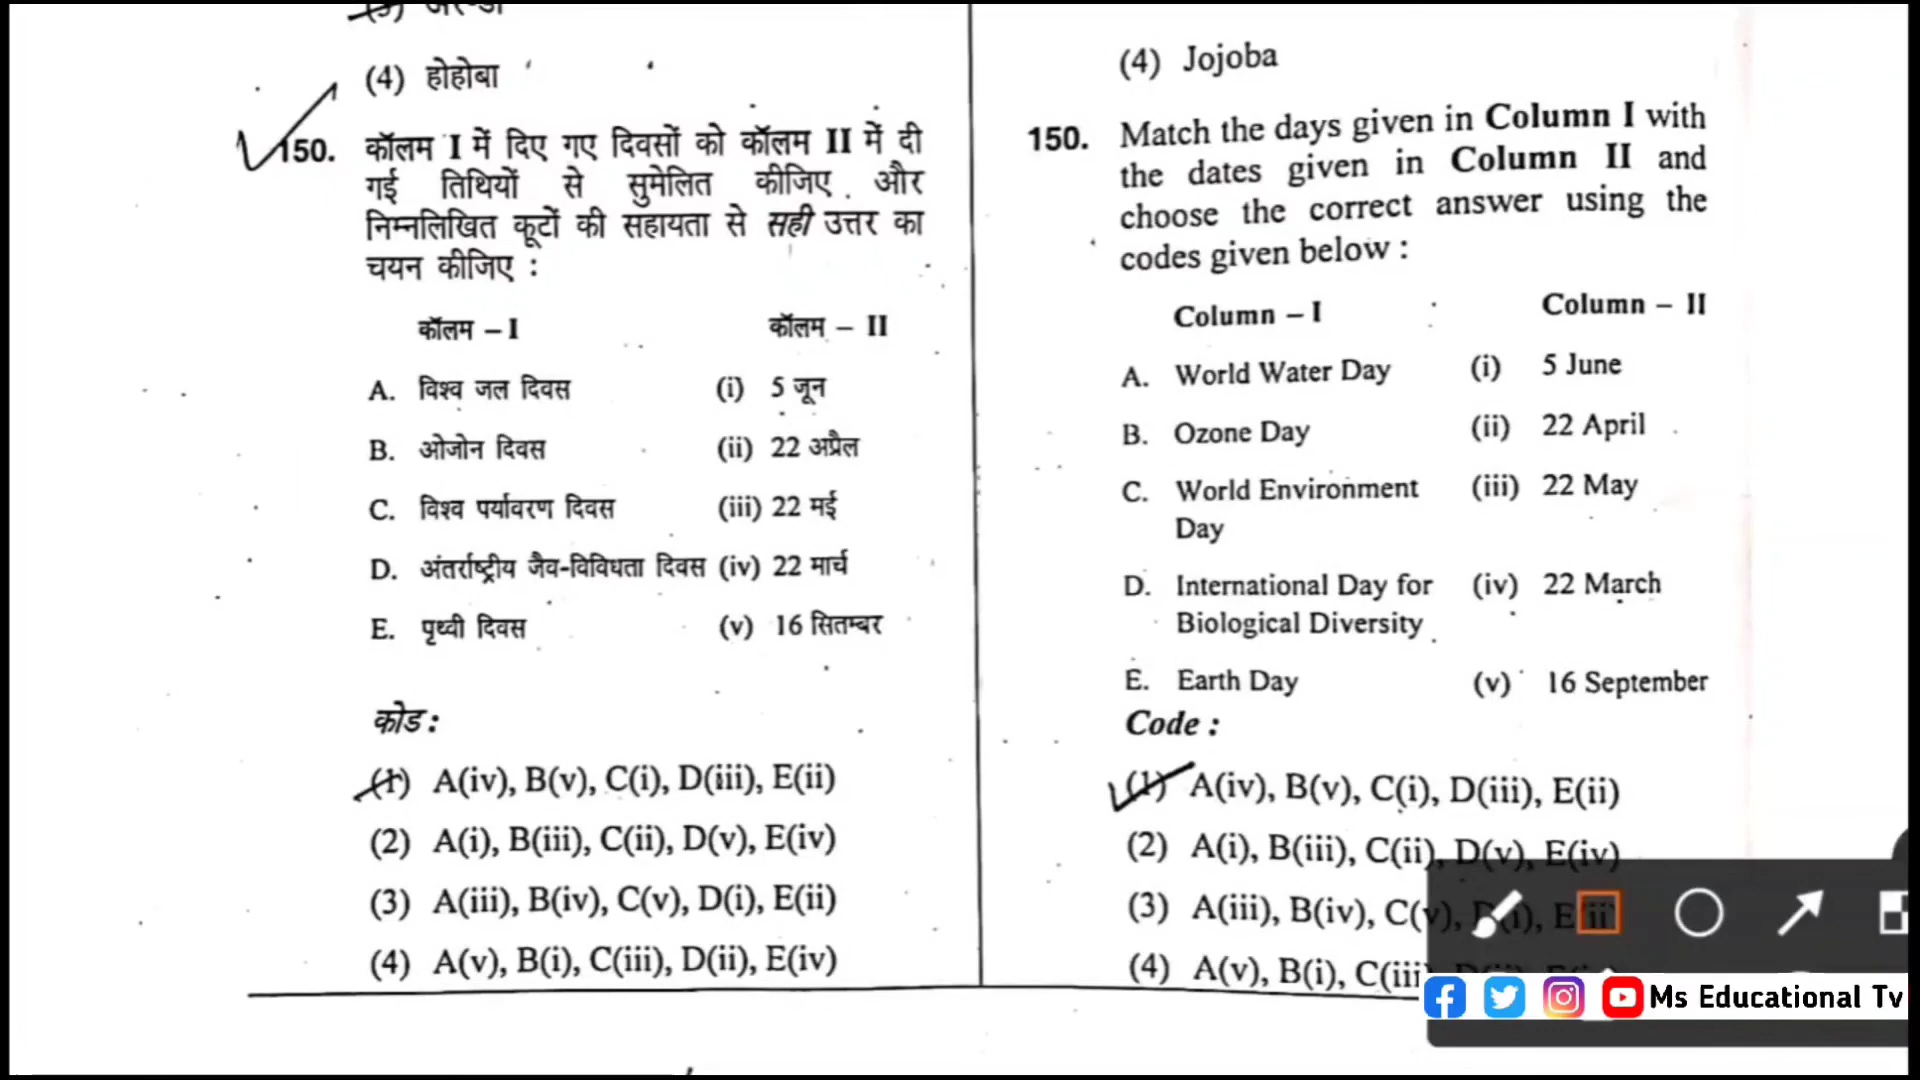 (4) होहोबा
150. कॉलम I में दिए गए दिवसों को कॉलम II में दी
गई तिथियों से सुमेलित कीजिए और
निम्नलिखित कूटों की सहायता से सही उत्तर का
चयन कीजिए :
कॉलम – I कॉलम – II
A. विश्व जल दिवस (i) 5 जून
B. ओजोन दिवस (ii) 22 अप्रैल
C. विश्व पर्यावरण दिवस (iii) 22 मई
D. अंतर्राष्ट्रीय जैव-विविधता दिवस (iv) 22 मार्च
E. पृथ्वी दिवस (v) 16 सितम्बर
कोड :
(1) A(iv), B(v), C(i), D(iii), E(ii)
(2) A(i), B(iii), C(ii), D(v), E(iv)
(3) A(iii), B(iv), C(v), D(i), E(ii)
(4) A(v), B(i), C(iii), D(ii), E(iv)
(4) Jojoba
150. Match the days given in Column I with
the dates given in Column II and
choose the correct answer using the
codes given below :
Column – I Column – II
A. World Water Day (i) 5 June
B. Ozone Day (ii) 22 April
C. World Environment (iii) 22 May
Day
D. International Day for (iv) 22 March
Biological Diversity
E. Earth Day (v) 16 September
Code :
(1) A(iv), B(v), C(i), D(iii), E(ii)
(2) A(i), B(iii), C(ii), D(v), E(iv)
(3) A(iii), B(iv), C(v), D(i), E(ii)
(4) A(v), B(i), C(iii)
Ms Educational Tv